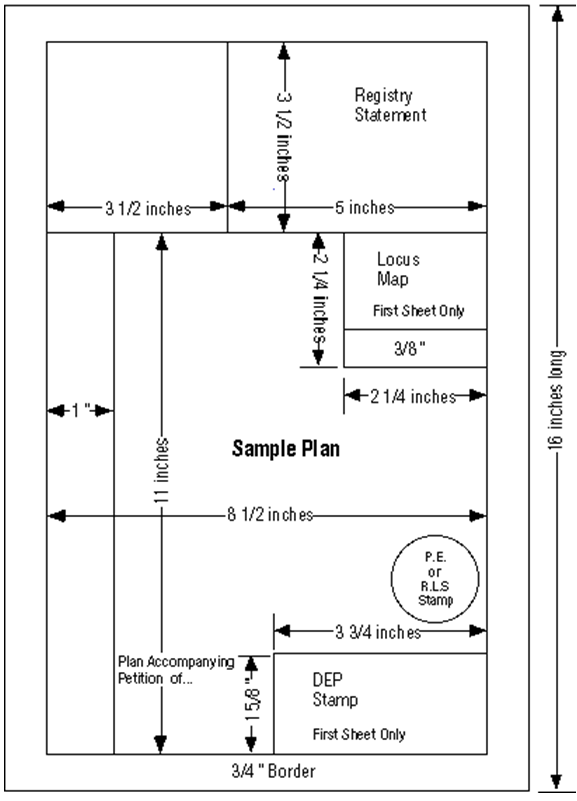 3 1/2 inches
Registry
Statement
3 1/2 inches
5 inches
2 1/4 inches
Locus
Map
First Sheet Only
3/8 "
2 1/4 inches
1 "
16 inches long
11 inches
Sample Plan
8 1/2 inches
P.E.
or
R.L.S
Stamp
3 3/4 inches
Plan Accompanying
Petition of...
1 5/8 "
DEP
Stamp
First Sheet Only
3/4 " Border